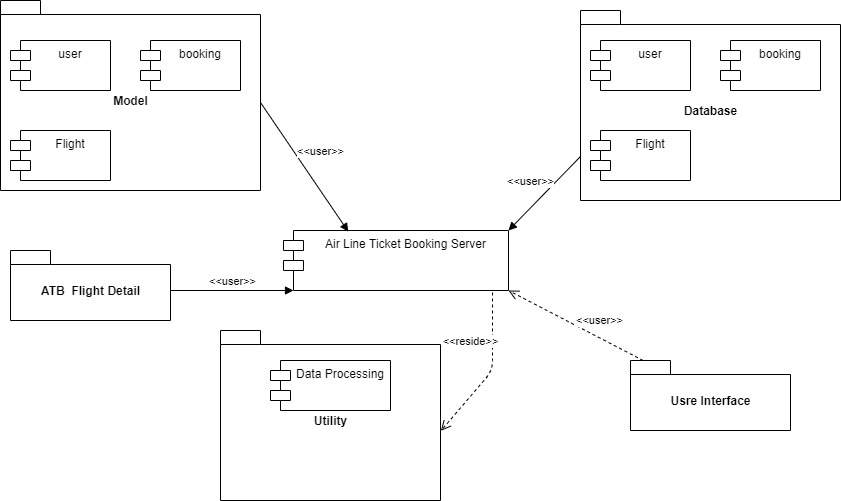 user
booking
Model
Flight
user
booking
Database
Flight
<<user>>
<<user>>
Air Line Ticket Booking Server
ATB  Flight Detail
<<user>>
<<user>>
<<reside>>
Data Processing
Utility
Usre Interface